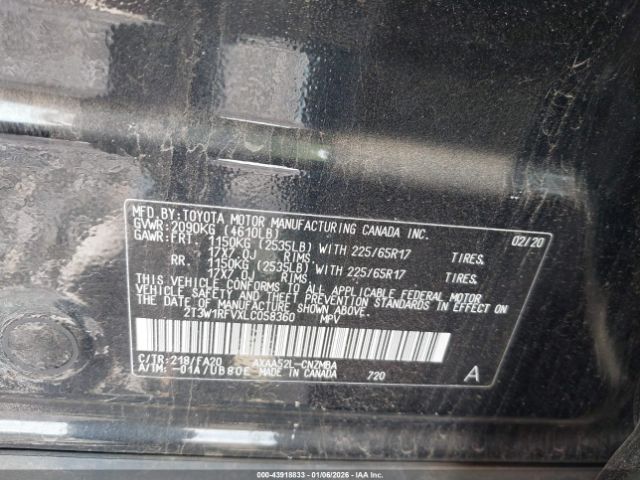 MFD. BY: TOYOTA MOTOR MANUFACTURING CANADA INC. 02/20
GVWR: 2090KG (4610LB)
GAWR: FRT. 1150KG (2535LB) WITH 225/65R17 TIRES,
17X7.0J RIMS
RR. 1150KG (2535LB) WITH 225/65R17 TIRES,
17X7.0J RIMS
THIS VEHICLE CONFORMS TO ALL APPLICABLE FEDERAL MOTOR
VEHICLE SAFETY AND THEFT PREVENTION STANDARDS IN EFFECT
ON THE DATE OF MANUFACTURE SHOWN ABOVE.
2T3W1RFVXLC058360 MPV
C/TR: 218/FA20 AXAA52L-CNZMBA
A/TM: -01A/UB80E MADE IN CANADA 720 A
000-43918833 | 01/06/2026 | IAA Inc.